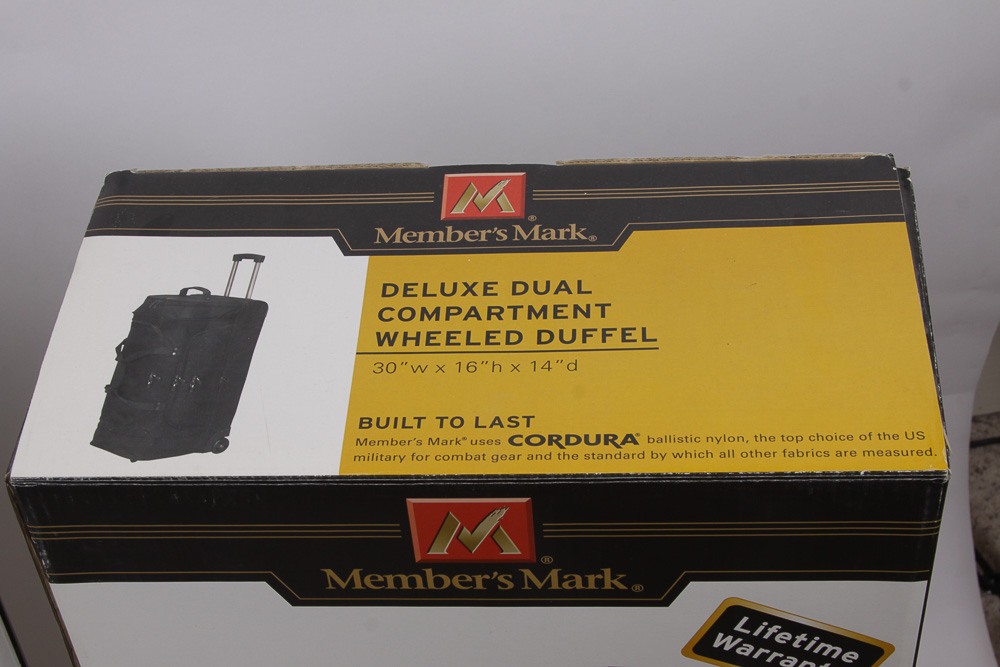 Member's Mark®
DELUXE DUAL
COMPARTMENT
WHEELED DUFFEL
30"w x 16"h x 14"d
BUILT TO LAST
Member's Mark® uses CORDURA® ballistic nylon, the top choice of the US
military for combat gear and the standard by which all other fabrics are measured.
Member's Mark®
Lifetime